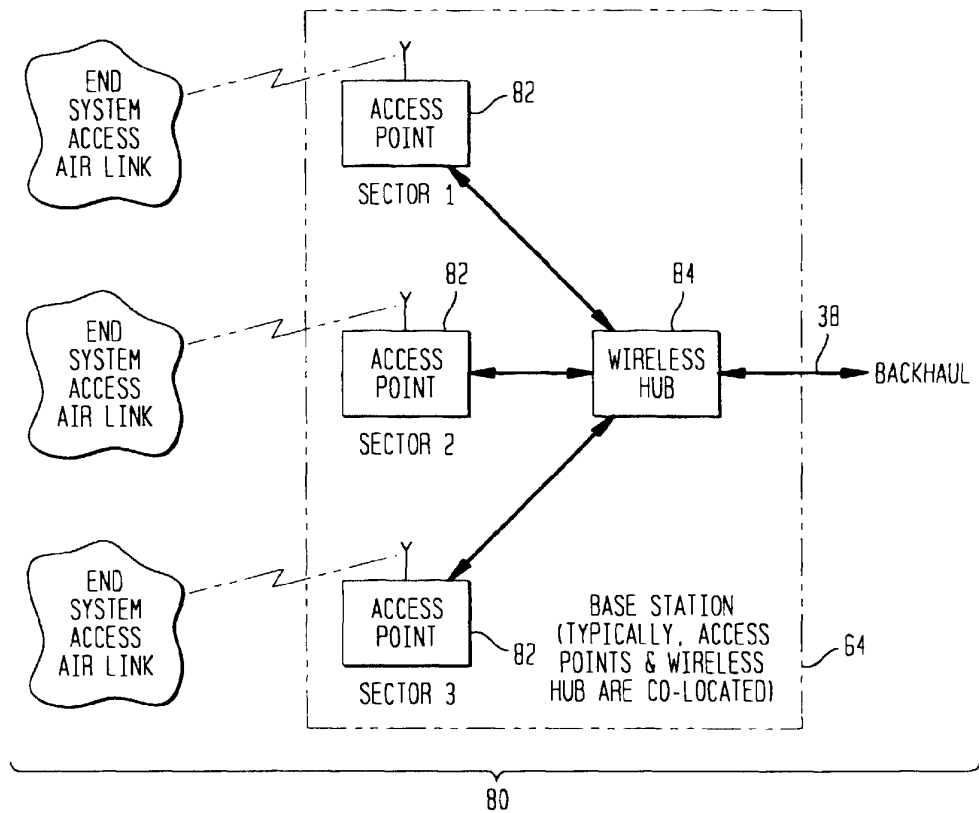 END
SYSTEM
ACCESS
AIR LINK
ACCESS
POINT
82
SECTOR 1
END
SYSTEM
ACCESS
AIR LINK
ACCESS
POINT
82
SECTOR 2
WIRELESS
HUB
84
38
BACKHAUL
END
SYSTEM
ACCESS
AIR LINK
ACCESS
POINT
82
SECTOR 3
BASE STATION
(TYPICALLY, ACCESS
POINTS & WIRELESS
HUB ARE CO-LOCATED)
64
80